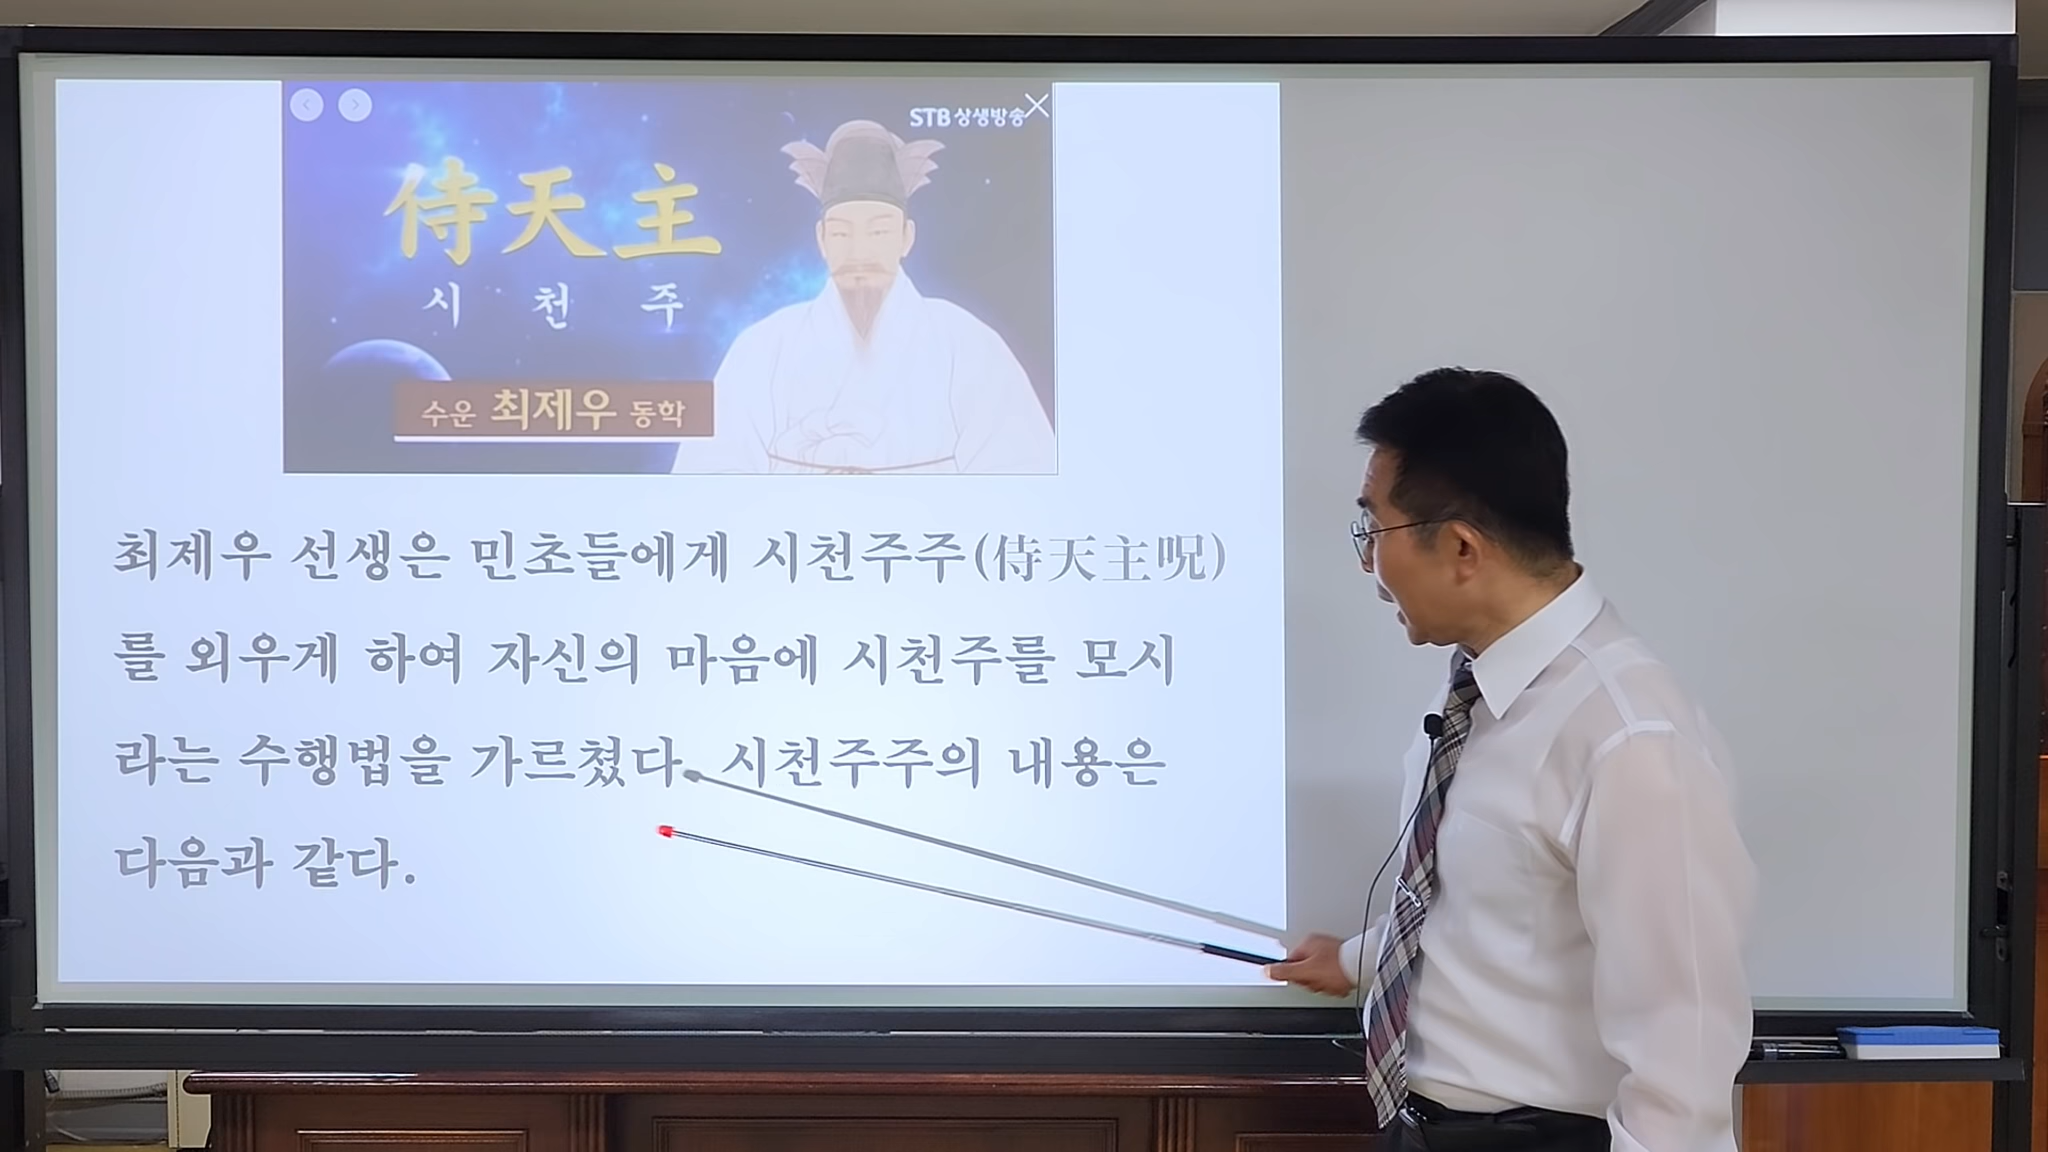 STB 상생방송
侍天主
시 천 주
수운 최제우 동학
최제우 선생은 민초들에게 시천주주(侍天主呪)
를 외우게 하여 자신의 마음에 시천주를 모시
라는 수행법을 가르쳤다. 시천주주의 내용은
다음과 같다.